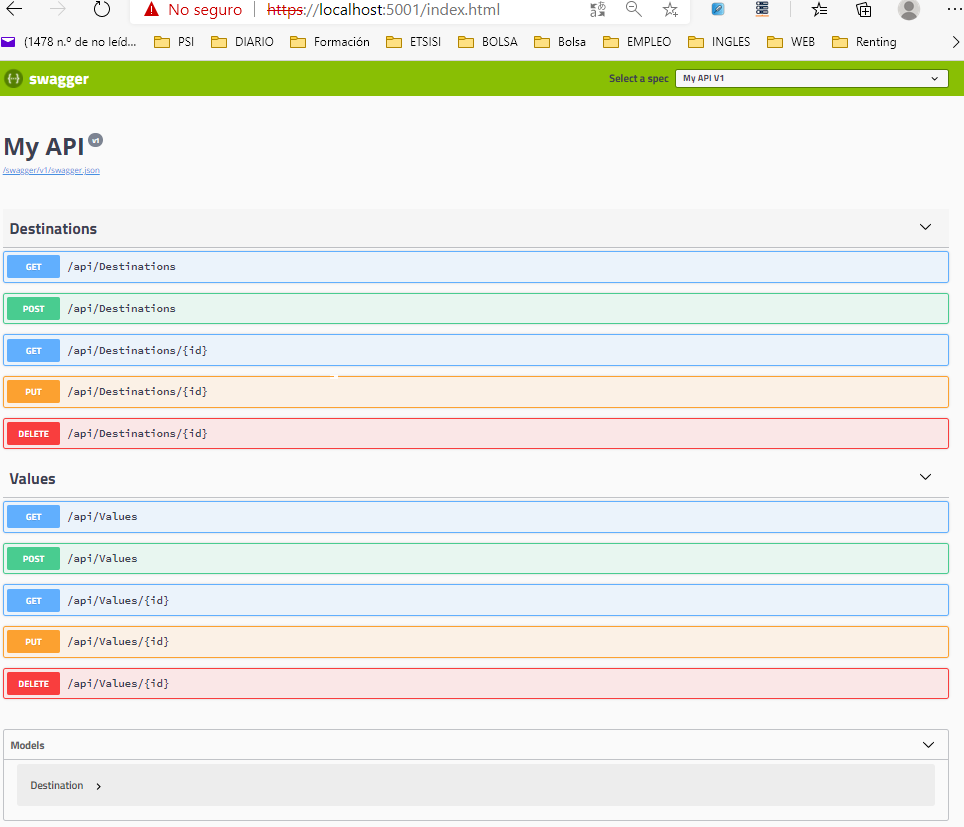 No seguro https://localhost:5001/index.html
(1478 n.º de no leíd... PSI DIARIO Formación ETSISI BOLSA Bolsa EMPLEO INGLES WEB Renting
{···} swagger Select a spec My API V1
My API v1
/swagger/v1/swagger.json
Destinations
GET /api/Destinations
POST /api/Destinations
GET /api/Destinations/{id}
PUT /api/Destinations/{id}
DELETE /api/Destinations/{id}
Values
GET /api/Values
POST /api/Values
GET /api/Values/{id}
PUT /api/Values/{id}
DELETE /api/Values/{id}
Models
Destination